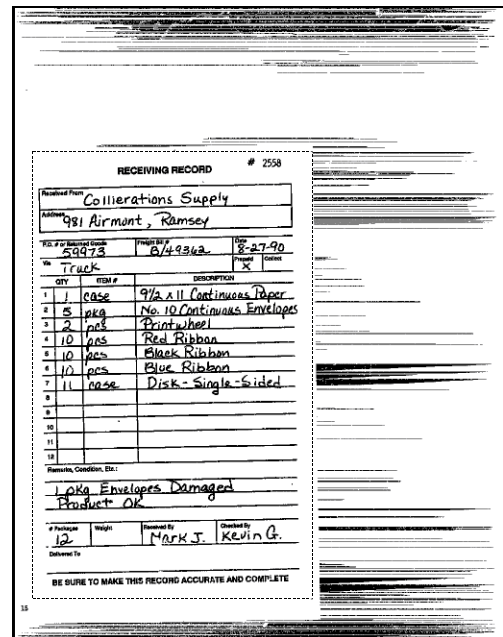 # 2558
RECEIVING RECORD
Received From Collierations Supply
Address 981 Airmont, Ramsey
P.O. # or Returned Goods 59973 Freight Bill # B/49362 Date 8-27-90
Via Truck Prepaid X Collect
QTY ITEM # DESCRIPTION
1 1 case 9½ x 11 Continuous Paper
2 5 pkg No. 10 Continuous Envelopes
3 2 pcs Printwheel
4 10 pcs Red Ribbon
5 10 pcs Black Ribbon
6 10 pcs Blue Ribbon
7 11 case Disk - Single - Sided
8
9
10
11
12
Remarks, Condition, Etc.:
1 pkg Envelopes Damaged
Product OK
# Packages 12 Weight Received By Mark J. Checked By Kevin G.
Delivered To
BE SURE TO MAKE THIS RECORD ACCURATE AND COMPLETE
15